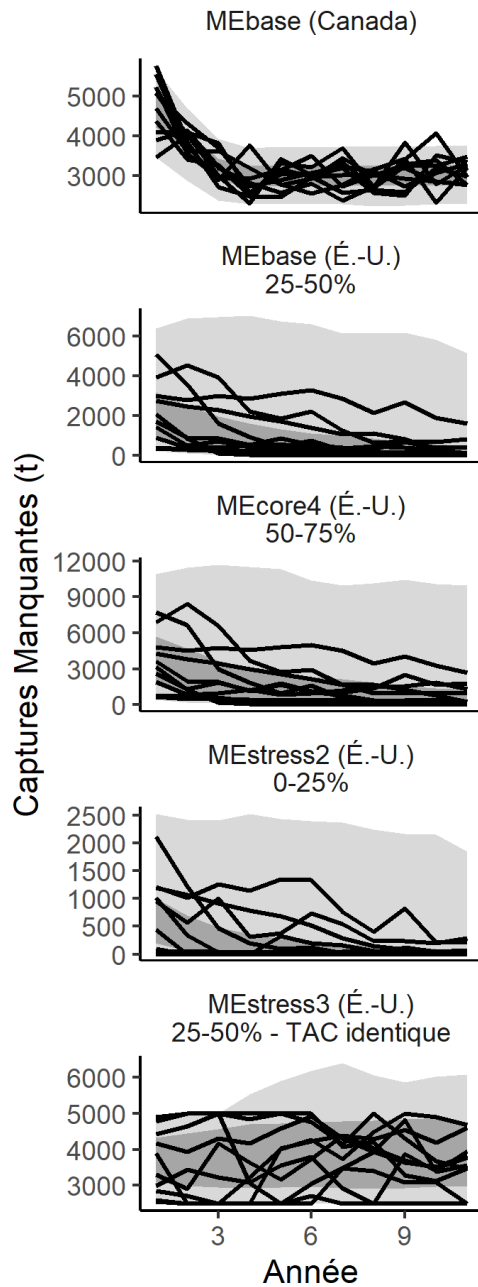 MEbase (Canada)
5000
4000
3000
MEbase (É.-U.)
25-50%
6000
4000
2000
0
MEcore4 (É.-U.)
50-75%
12000
9000
6000
3000
0
MEstress2 (É.-U.)
0-25%
2500
2000
1500
1000
500
0
MEstress3 (É.-U.)
25-50% - TAC identique
6000
5000
4000
3000
3 6 9
Année
Captures Manquantes (t)